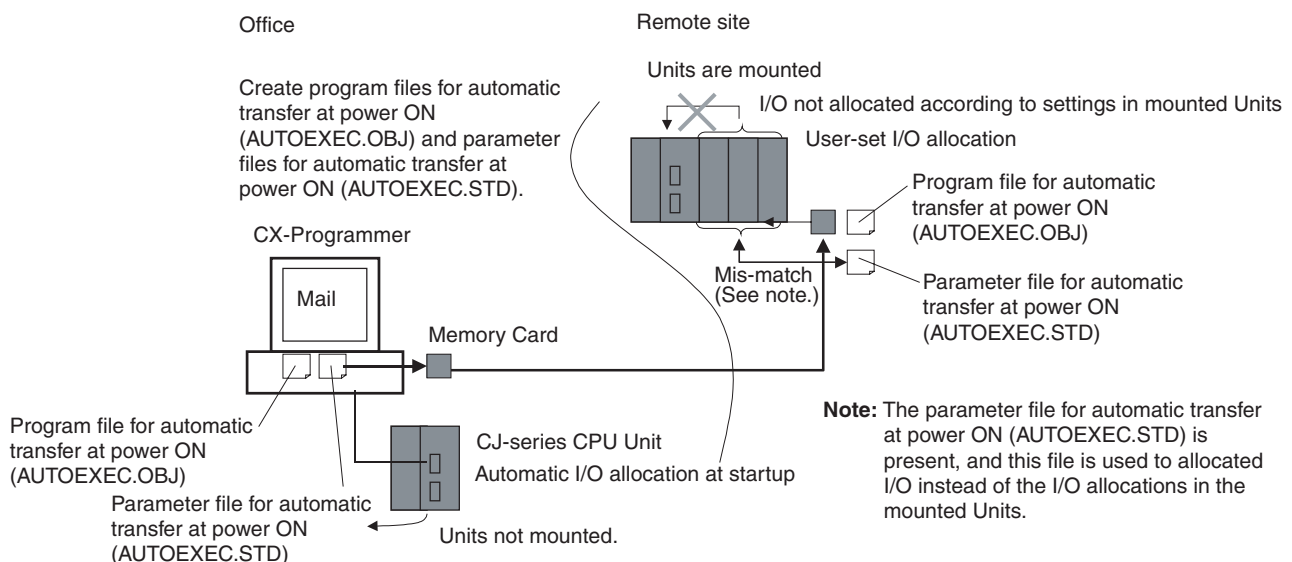 Office
Create program files for automatic
transfer at power ON
(AUTOEXEC.OBJ) and parameter
files for automatic transfer at
power ON (AUTOEXEC.STD).
CX-Programmer
Mail
Memory Card
Program file for automatic
transfer at power ON
(AUTOEXEC.OBJ)
Parameter file for automatic
transfer at power ON
(AUTOEXEC.STD)
CJ-series CPU Unit
Automatic I/O allocation at startup
Units not mounted.
Remote site
Units are mounted
I/O not allocated according to settings in mounted Units
User-set I/O allocation
Program file for automatic
transfer at power ON
(AUTOEXEC.OBJ)
Mis-match
(See note.)
Parameter file for automatic
transfer at power ON
(AUTOEXEC.STD)
Note: The parameter file for automatic transfer
at power ON (AUTOEXEC.STD) is
present, and this file is used to allocated
I/O instead of the I/O allocations in the
mounted Units.